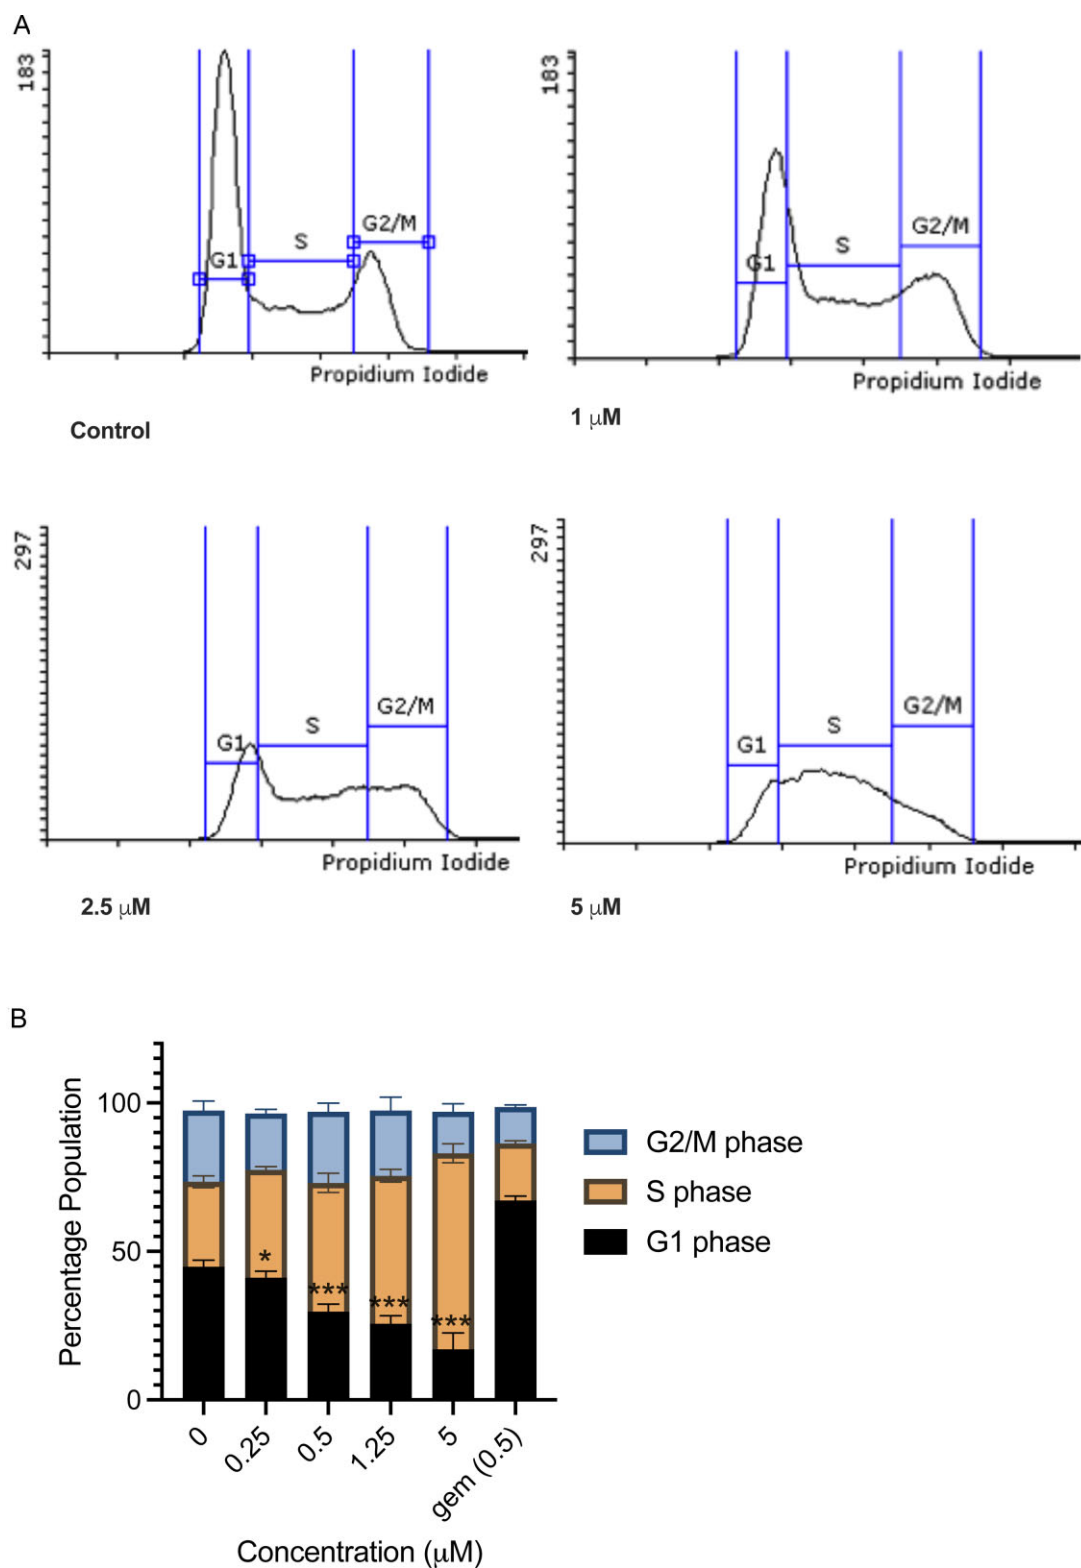 A
183
G1
S
G2/M
Propidium Iodide
Control
183
G1
S
G2/M
Propidium Iodide
1 μM
297
G1
S
G2/M
Propidium Iodide
2.5 μM
297
G1
S
G2/M
Propidium Iodide
5 μM
B
Percentage Population
100
50
0
*
***
***
***
0
0.25
0.5
1.25
5
gem (0.5)
Concentration (μM)
G2/M phase
S phase
G1 phase